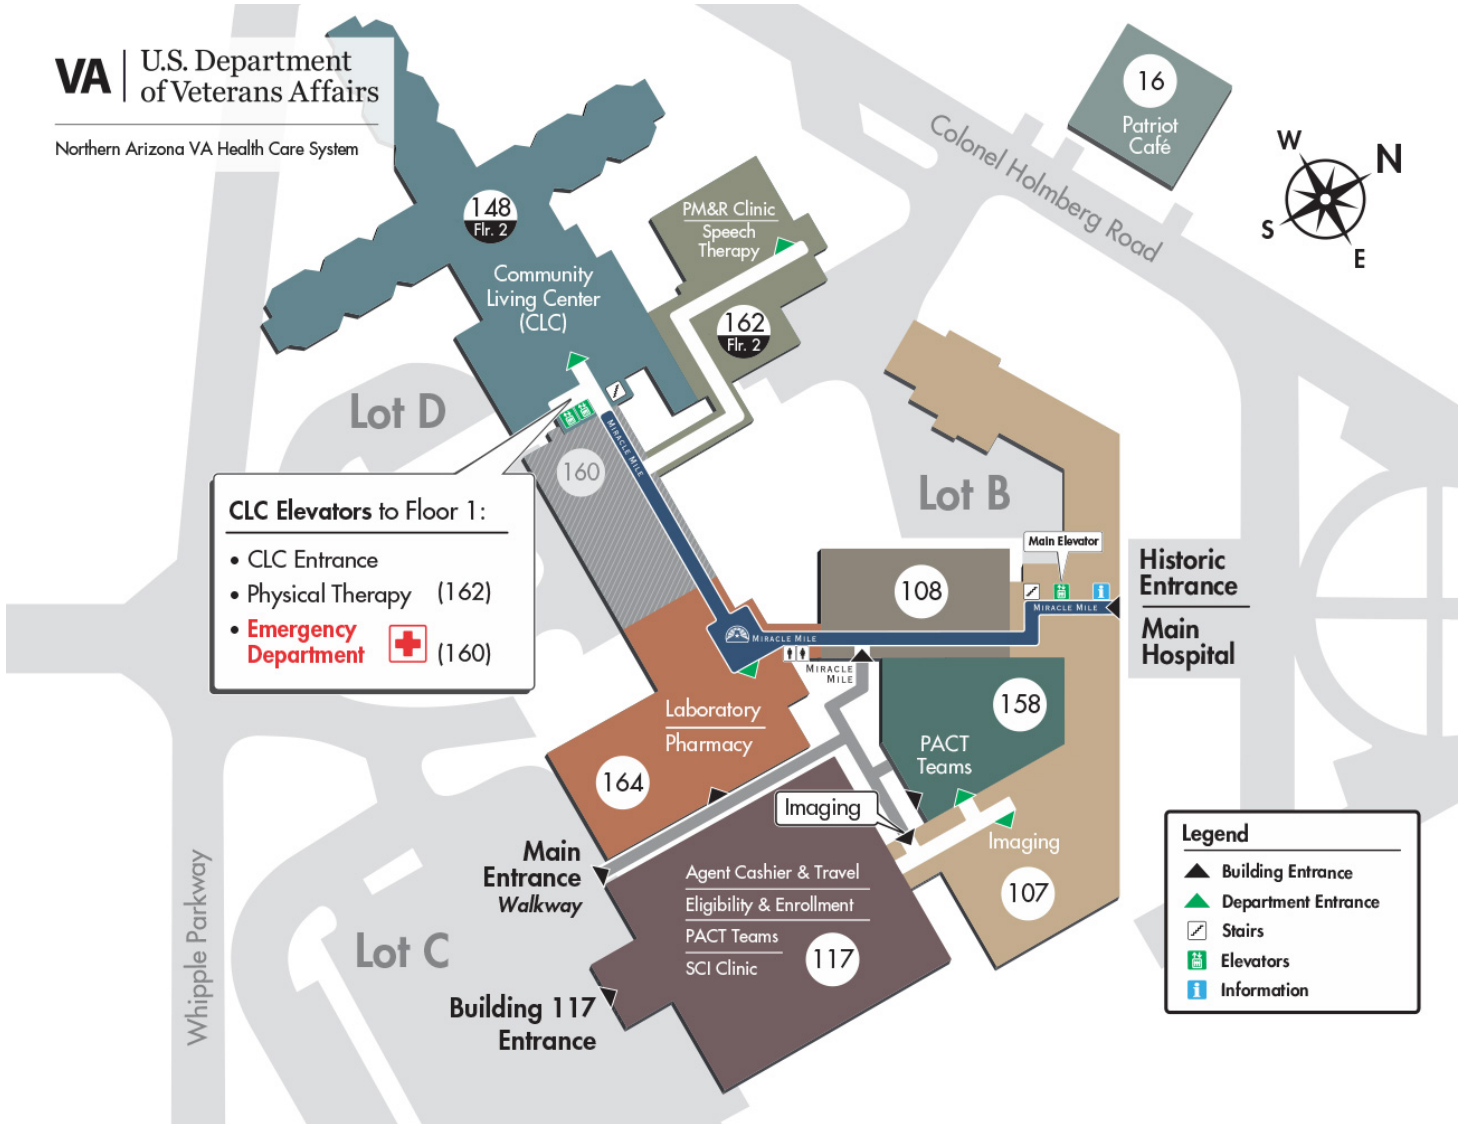 VA
U.S. Department
of Veterans Affairs
Northern Arizona VA Health Care System
16
Patriot
Café
Colonel Holmberg Road
W
N
S
E
148
Flr. 2
Community
Living Center
(CLC)
PM&R Clinic
Speech
Therapy
162
Flr. 2
Lot D
160
MIRACLE MILE
CLC Elevators to Floor 1:
• CLC Entrance
• Physical Therapy (162)
• Emergency
Department (160)
Lot B
Main Elevator
108
Historic
Entrance
Main
Hospital
MIRACLE MILE
MIRACLE MILE
MIRACLE
MILE
158
PACT
Teams
Laboratory
Pharmacy
164
Imaging
Imaging
107
Main
Entrance
Walkway
Agent Cashier & Travel
Eligibility & Enrollment
PACT Teams
SCI Clinic
117
Lot C
Building 117
Entrance
Whipple Parkway
Legend
Building Entrance
Department Entrance
Stairs
Elevators
Information